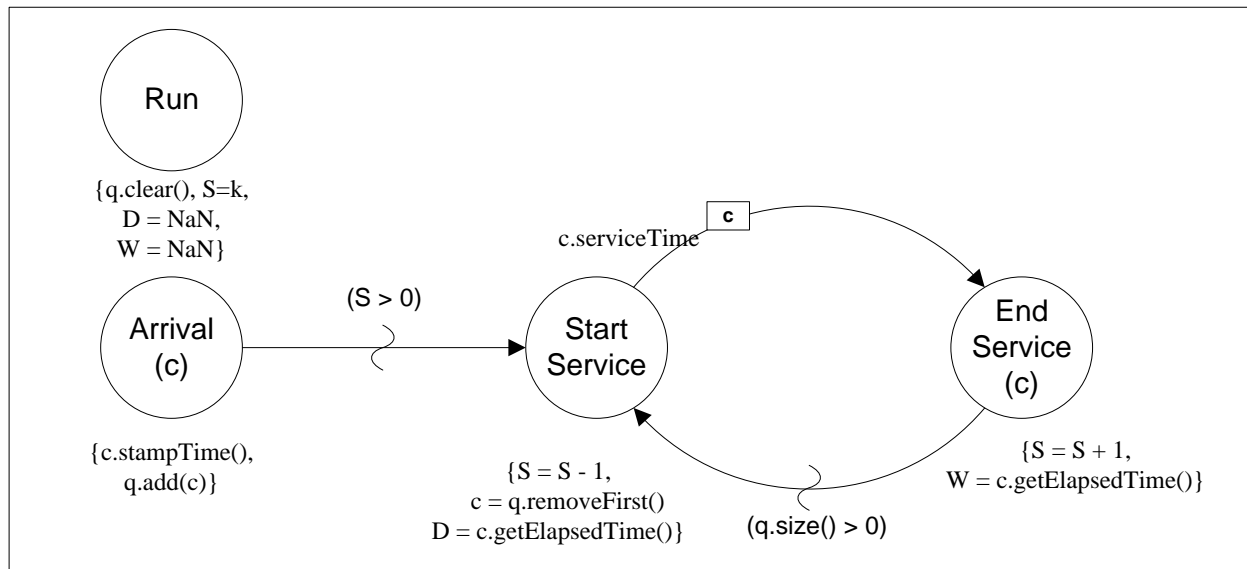 Run
{q.clear(), S=k,
D = NaN,
W = NaN}
c
c.serviceTime
(S > 0)
Arrival
(c)
Start
Service
End
Service
(c)
{c.stampTime(),
q.add(c)}
{S = S - 1,
c = q.removeFirst()
D = c.getElapsedTime()}
(q.size() > 0)
{S = S + 1,
W = c.getElapsedTime()}